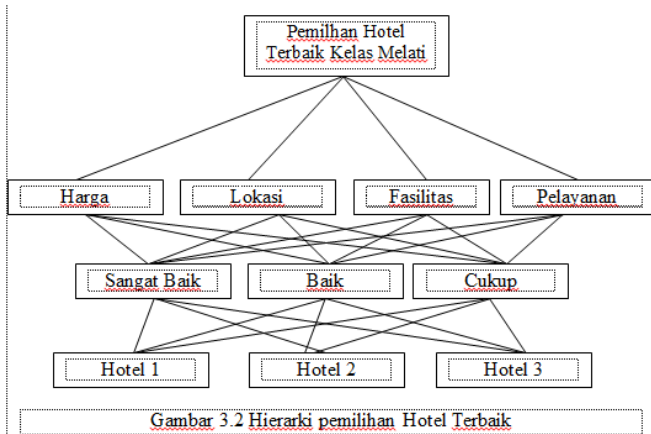 Pemilhan Hotel
Terbaik Kelas Melati
Harga
Lokasi
Fasilitas
Pelayanan
Sangat Baik
Baik
Cukup
Hotel 1
Hotel 2
Hotel 3
Gambar 3.2 Hierarki pemilihan Hotel Terbaik